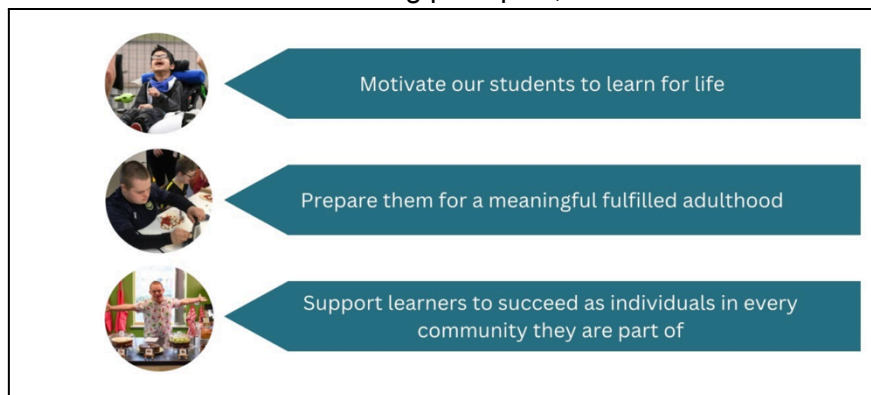 Motivate our students to learn for life
Prepare them for a meaningful fulfilled adulthood
Support learners to succeed as individuals in every
community they are part of